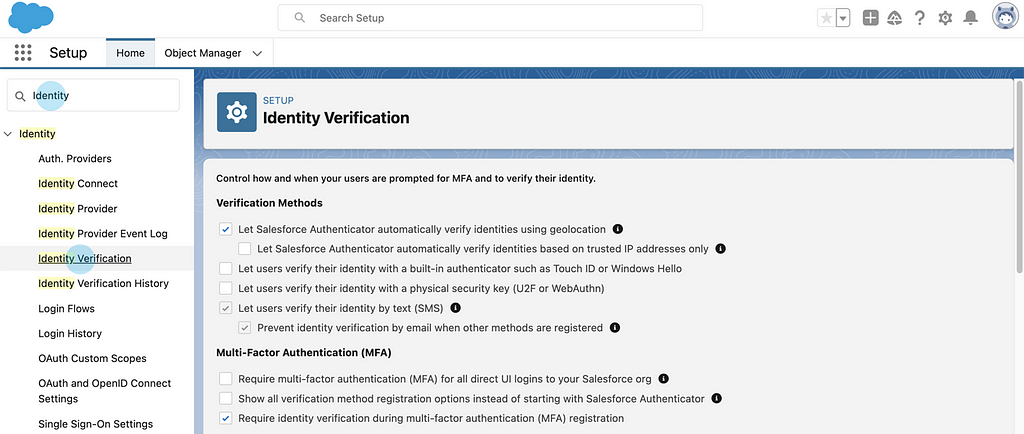 Search Setup
Setup
Home
Object Manager
Identity
Identity
Auth. Providers
Identity Connect
Identity Provider
Identity Provider Event Log
Identity Verification
Identity Verification History
Login Flows
Login History
OAuth Custom Scopes
OAuth and OpenID Connect
Settings
Single Sign-On Settings
SETUP
Identity Verification
Control how and when your users are prompted for MFA and to verify their identity.
Verification Methods
Let Salesforce Authenticator automatically verify identities using geolocation
Let Salesforce Authenticator automatically verify identities based on trusted IP addresses only
Let users verify their identity with a built-in authenticator such as Touch ID or Windows Hello
Let users verify their identity with a physical security key (U2F or WebAuthn)
Let users verify their identity by text (SMS)
Prevent identity verification by email when other methods are registered
Multi-Factor Authentication (MFA)
Require multi-factor authentication (MFA) for all direct UI logins to your Salesforce org
Show all verification method registration options instead of starting with Salesforce Authenticator
Require identity verification during multi-factor authentication (MFA) registration